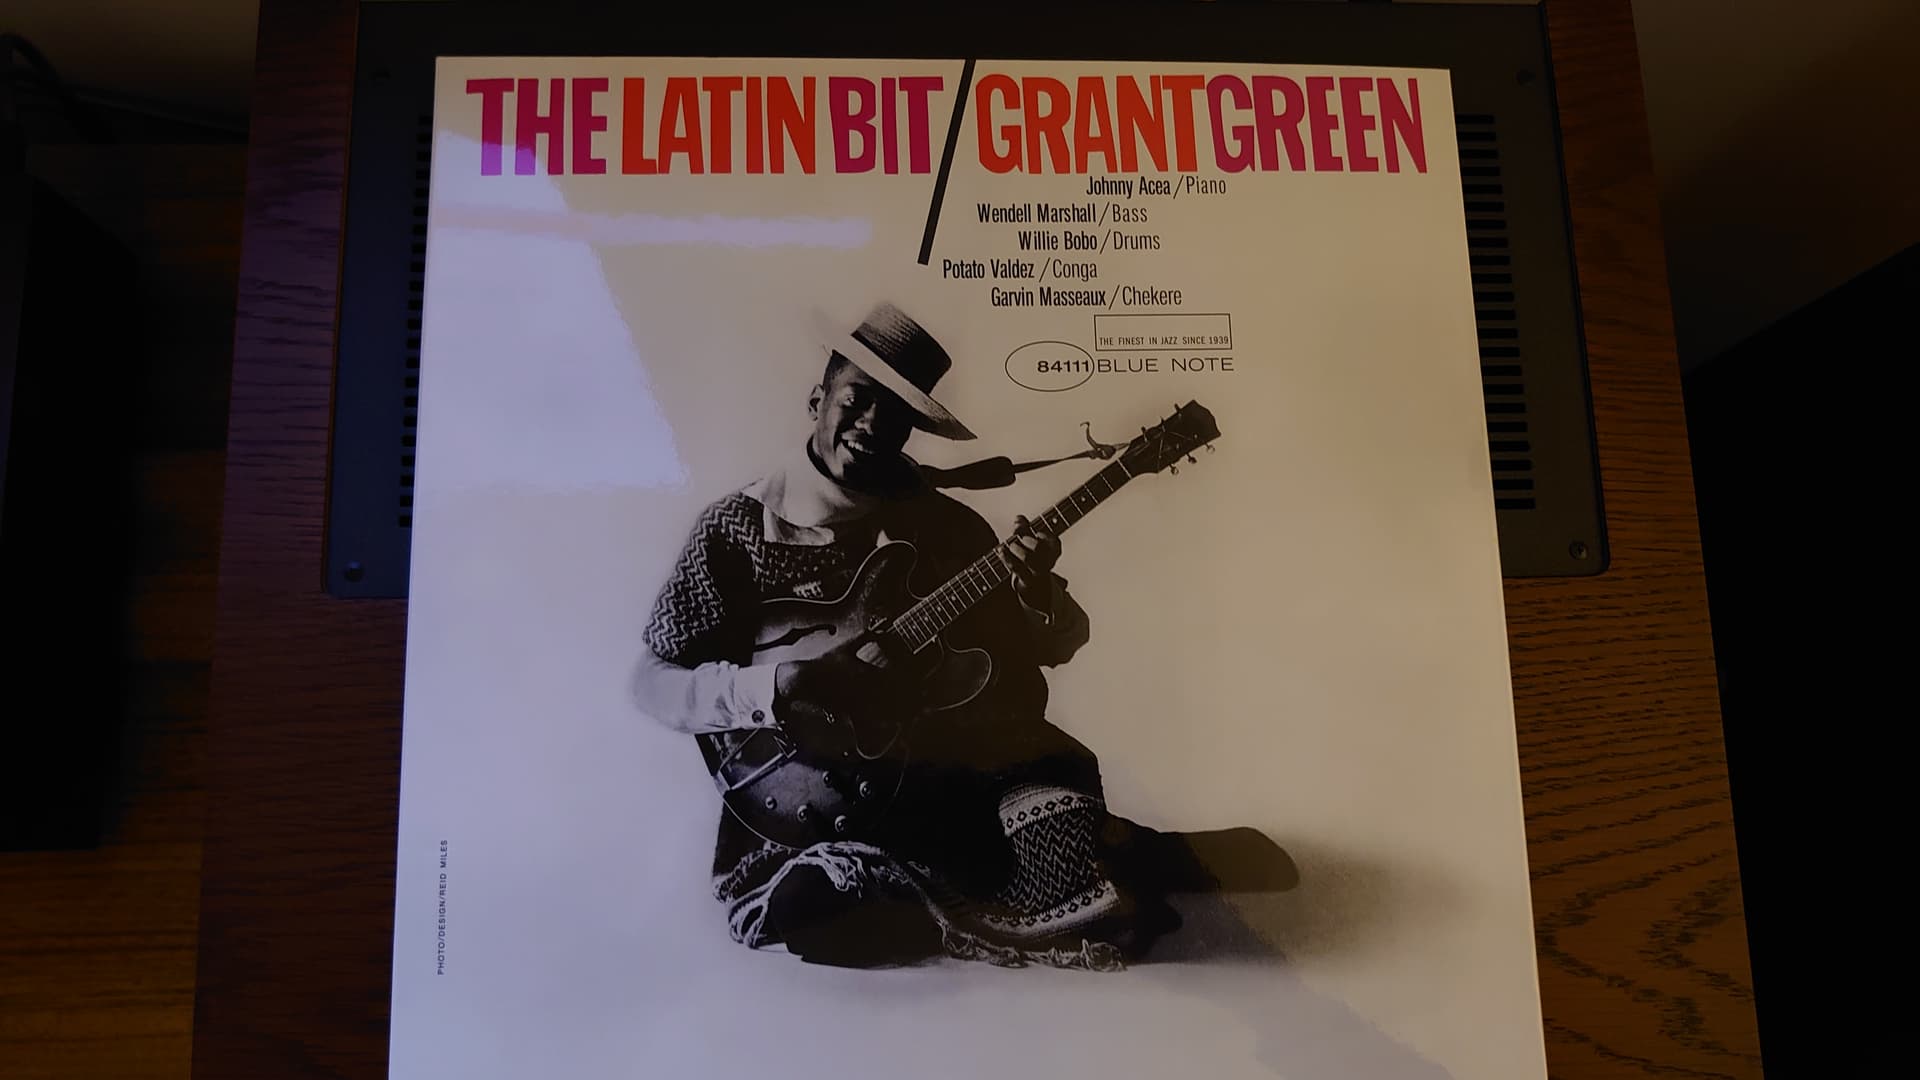 THE LATIN BIT/GRANT GREEN
Johnny Acea/Piano
Wendell Marshall/Bass
Willie Bobo/Drums
Potato Valdez/Conga
Garvin Masseaux/Chekere
THE FINEST IN JAZZ SINCE 1939
84111 BLUE NOTE
PHOTO/DESIGN/REID MILES